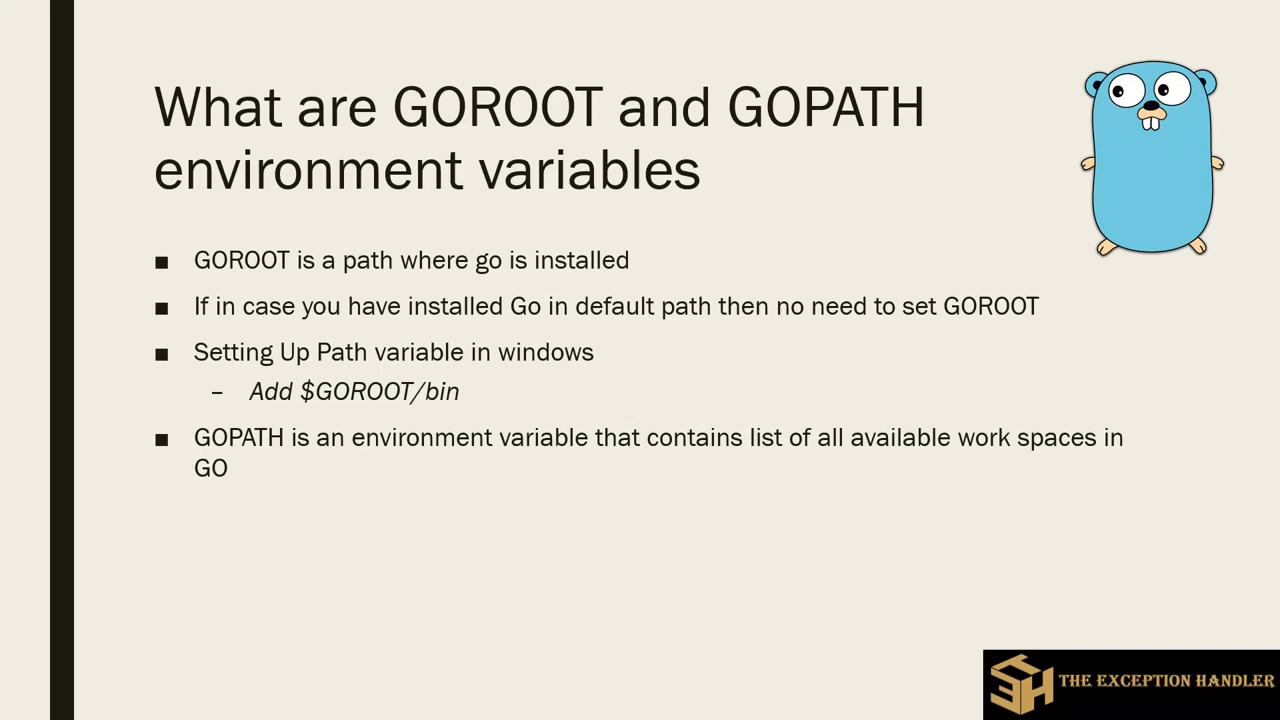 What are GOROOT and GOPATH
environment variables
■ GOROOT is a path where go is installed
■ If in case you have installed Go in default path then no need to set GOROOT
■ Setting Up Path variable in windows
– Add $GOROOT/bin
■ GOPATH is an environment variable that contains list of all available work spaces in
GO
TEH THE EXCEPTION HANDLER